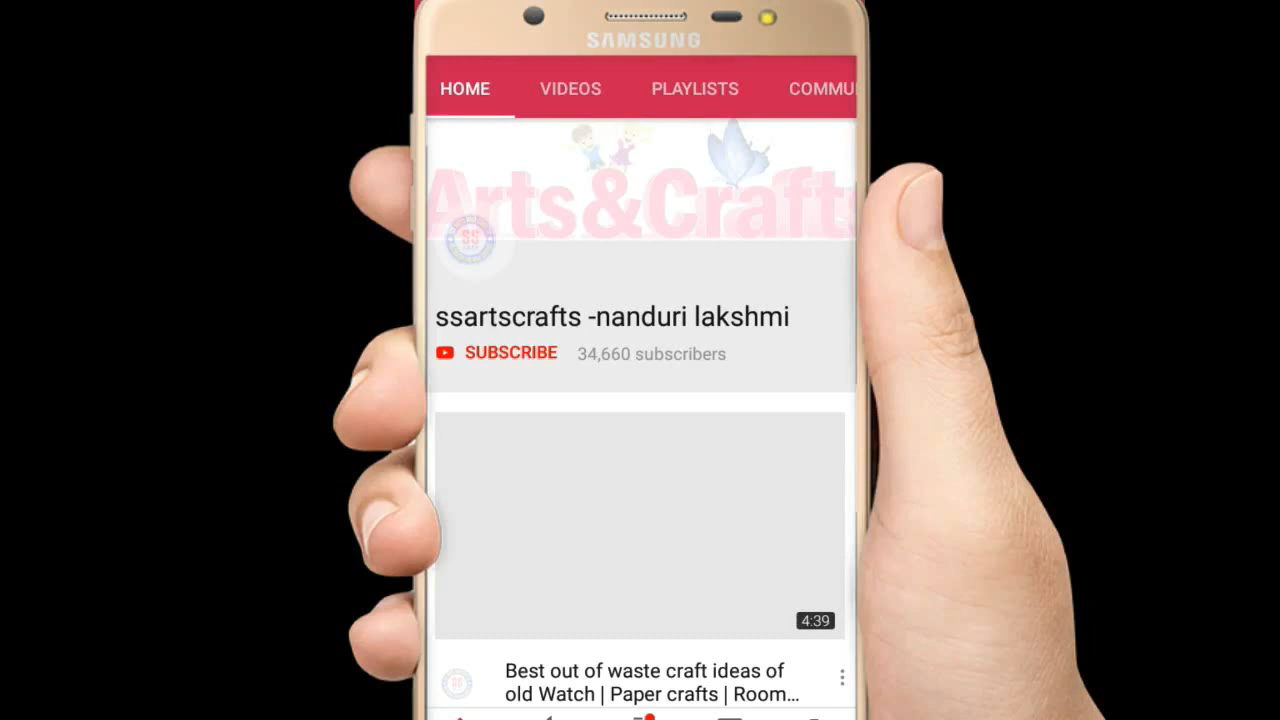 SAMSUNG
HOME VIDEOS PLAYLISTS COMMU
Arts&Crafts
SS
ssartscrafts -nanduri lakshmi
SUBSCRIBE 34,660 subscribers
4:39
Best out of waste craft ideas of
old Watch | Paper crafts | Room...